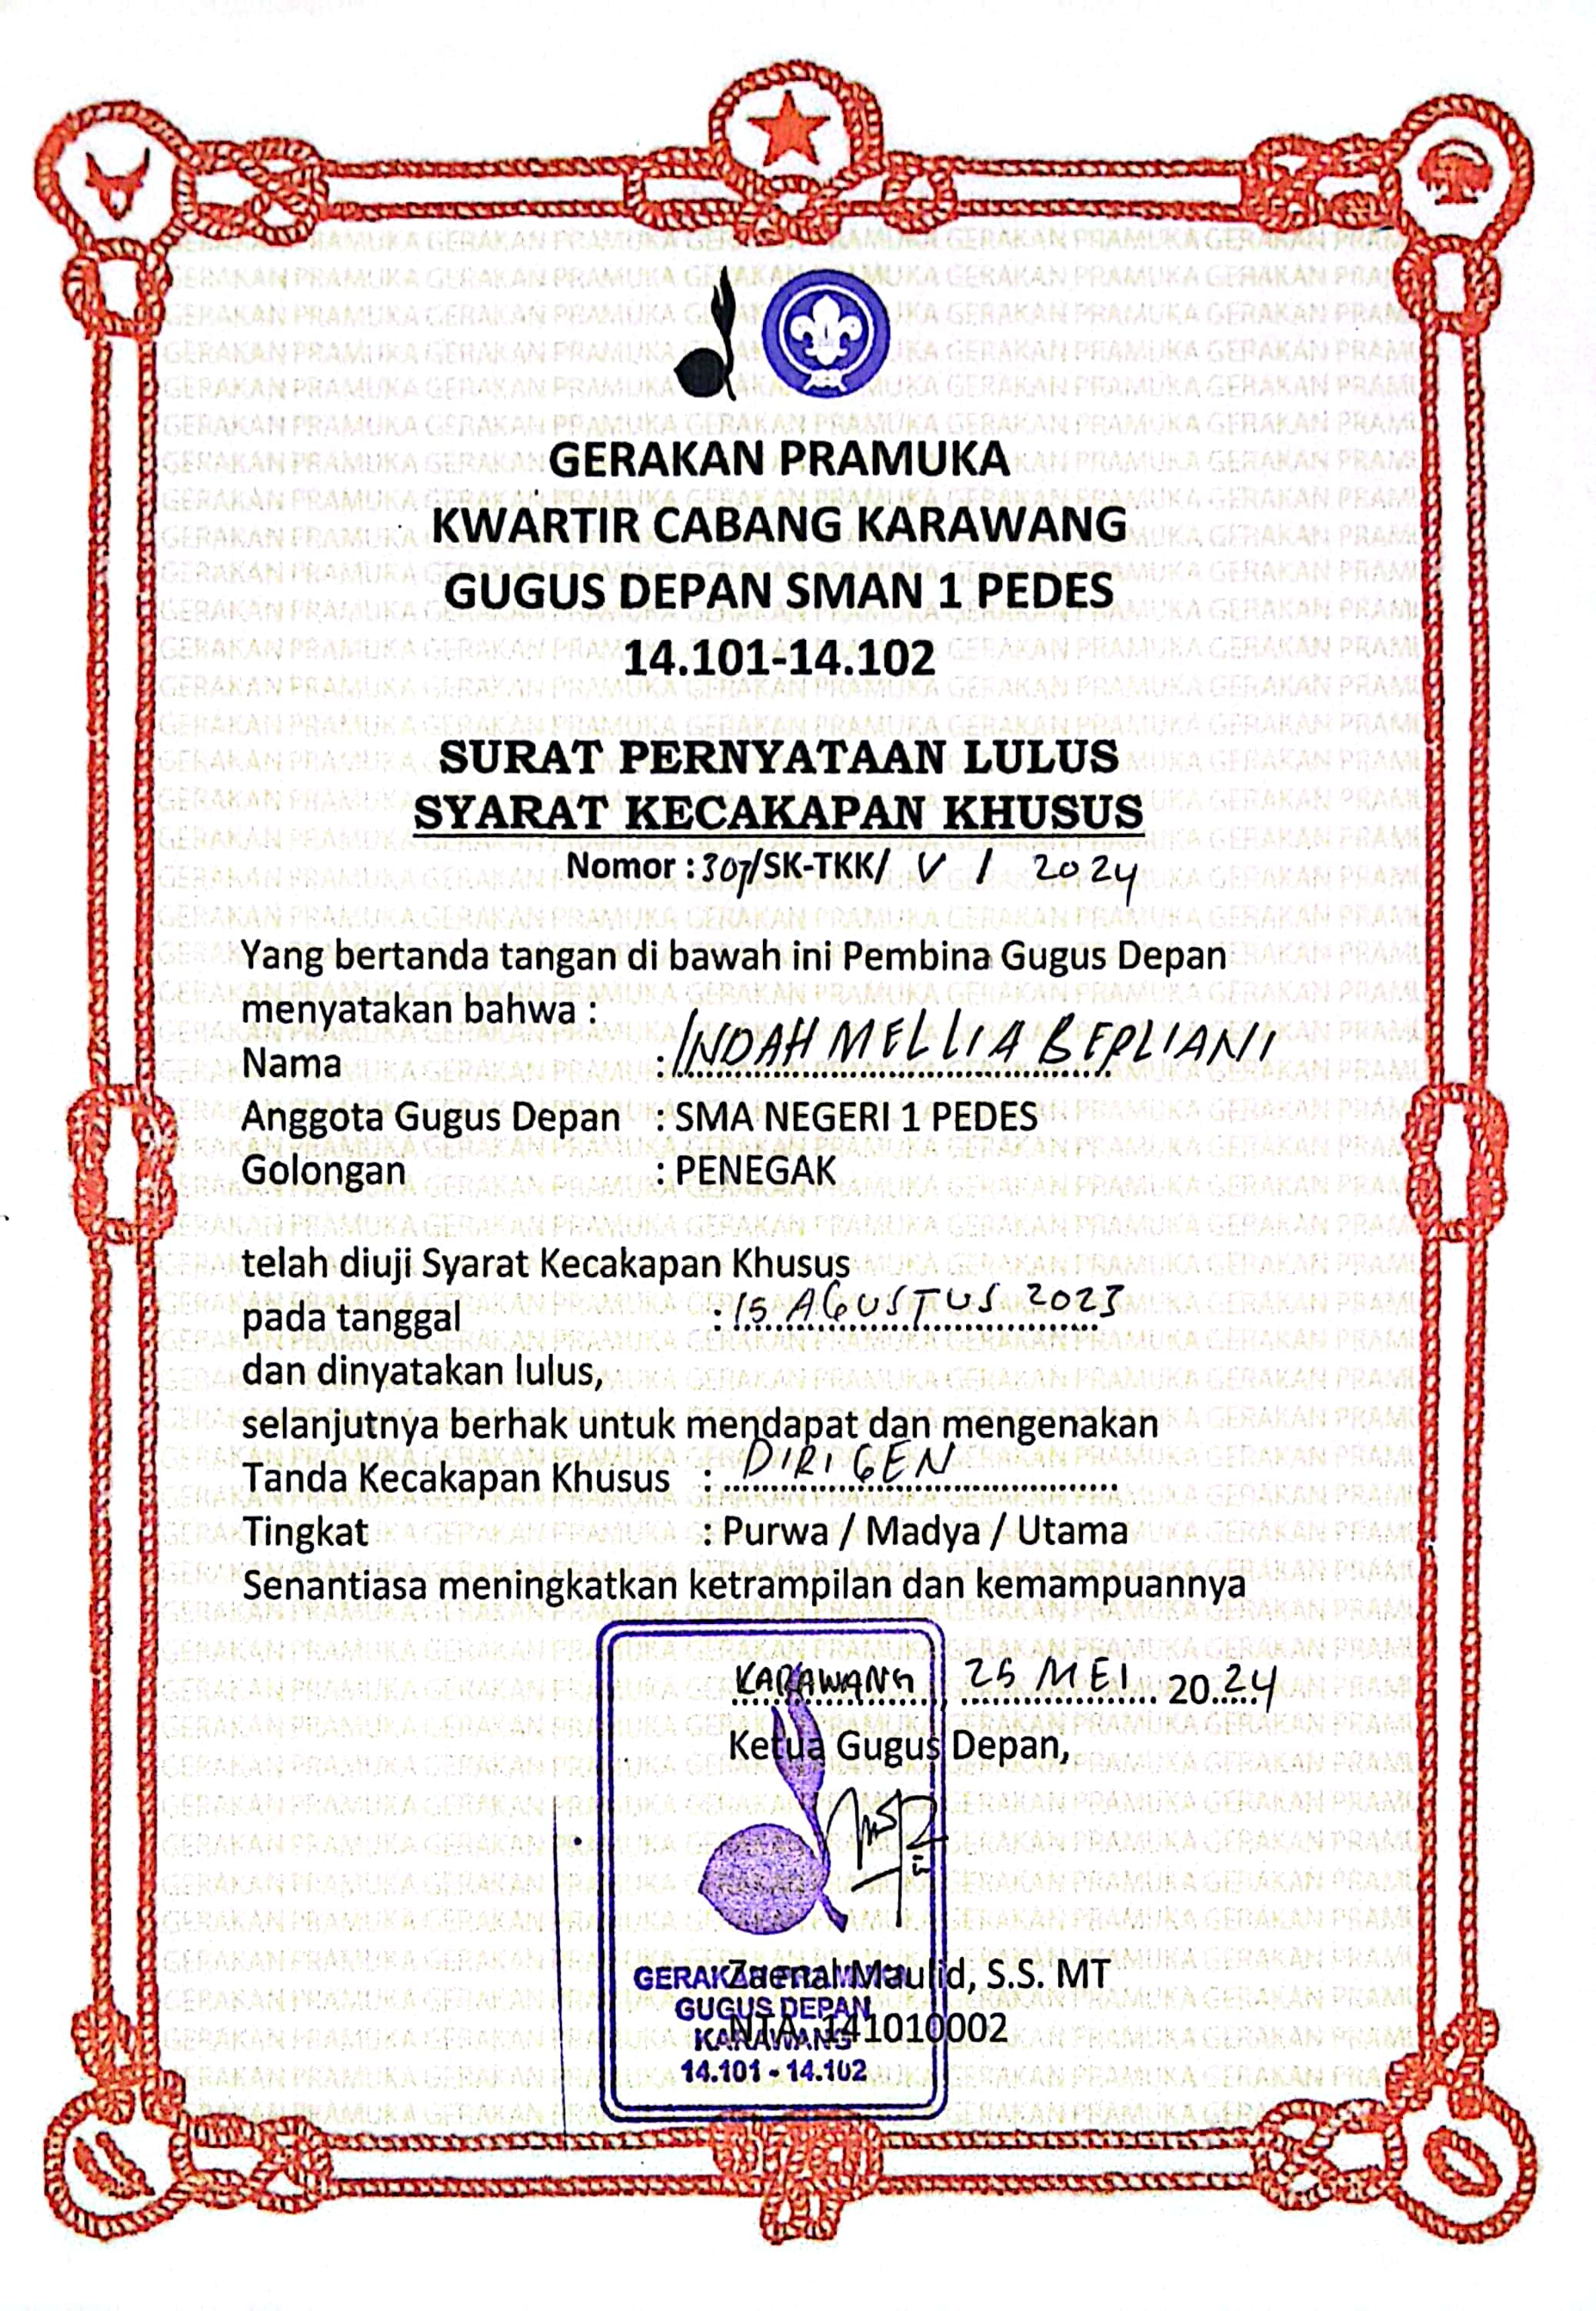 GERAKAN PRAMUKA
KWARTIR CABANG KARAWANG
GUGUS DEPAN SMAN 1 PEDES
14.101-14.102
SURAT PERNYATAAN LULUS
SYARAT KECAKAPAN KHUSUS
Nomor : 307/SK-TKK/ V / 2024
Yang bertanda tangan di bawah ini Pembina Gugus Depan
menyatakan bahwa :
Nama : INDAH MELLIA BERLIANI
Anggota Gugus Depan : SMA NEGERI 1 PEDES
Golongan : PENEGAK
telah diuji Syarat Kecakapan Khusus
pada tanggal : 15 AGUSTUS 2023
dan dinyatakan lulus,
selanjutnya berhak untuk mendapat dan mengenakan
Tanda Kecakapan Khusus : DIRIGEN
Tingkat : Purwa / Madya / Utama
Senantiasa meningkatkan ketrampilan dan kemampuannya
KARAWANG, 25 MEI 2024
Ketua Gugus Depan,
Zaenal Maulid, S.S. MT
NTA. 141010002
GERAKAN PRAMUKA
GUGUS DEPAN
KARAWANG
14.101 - 14.102